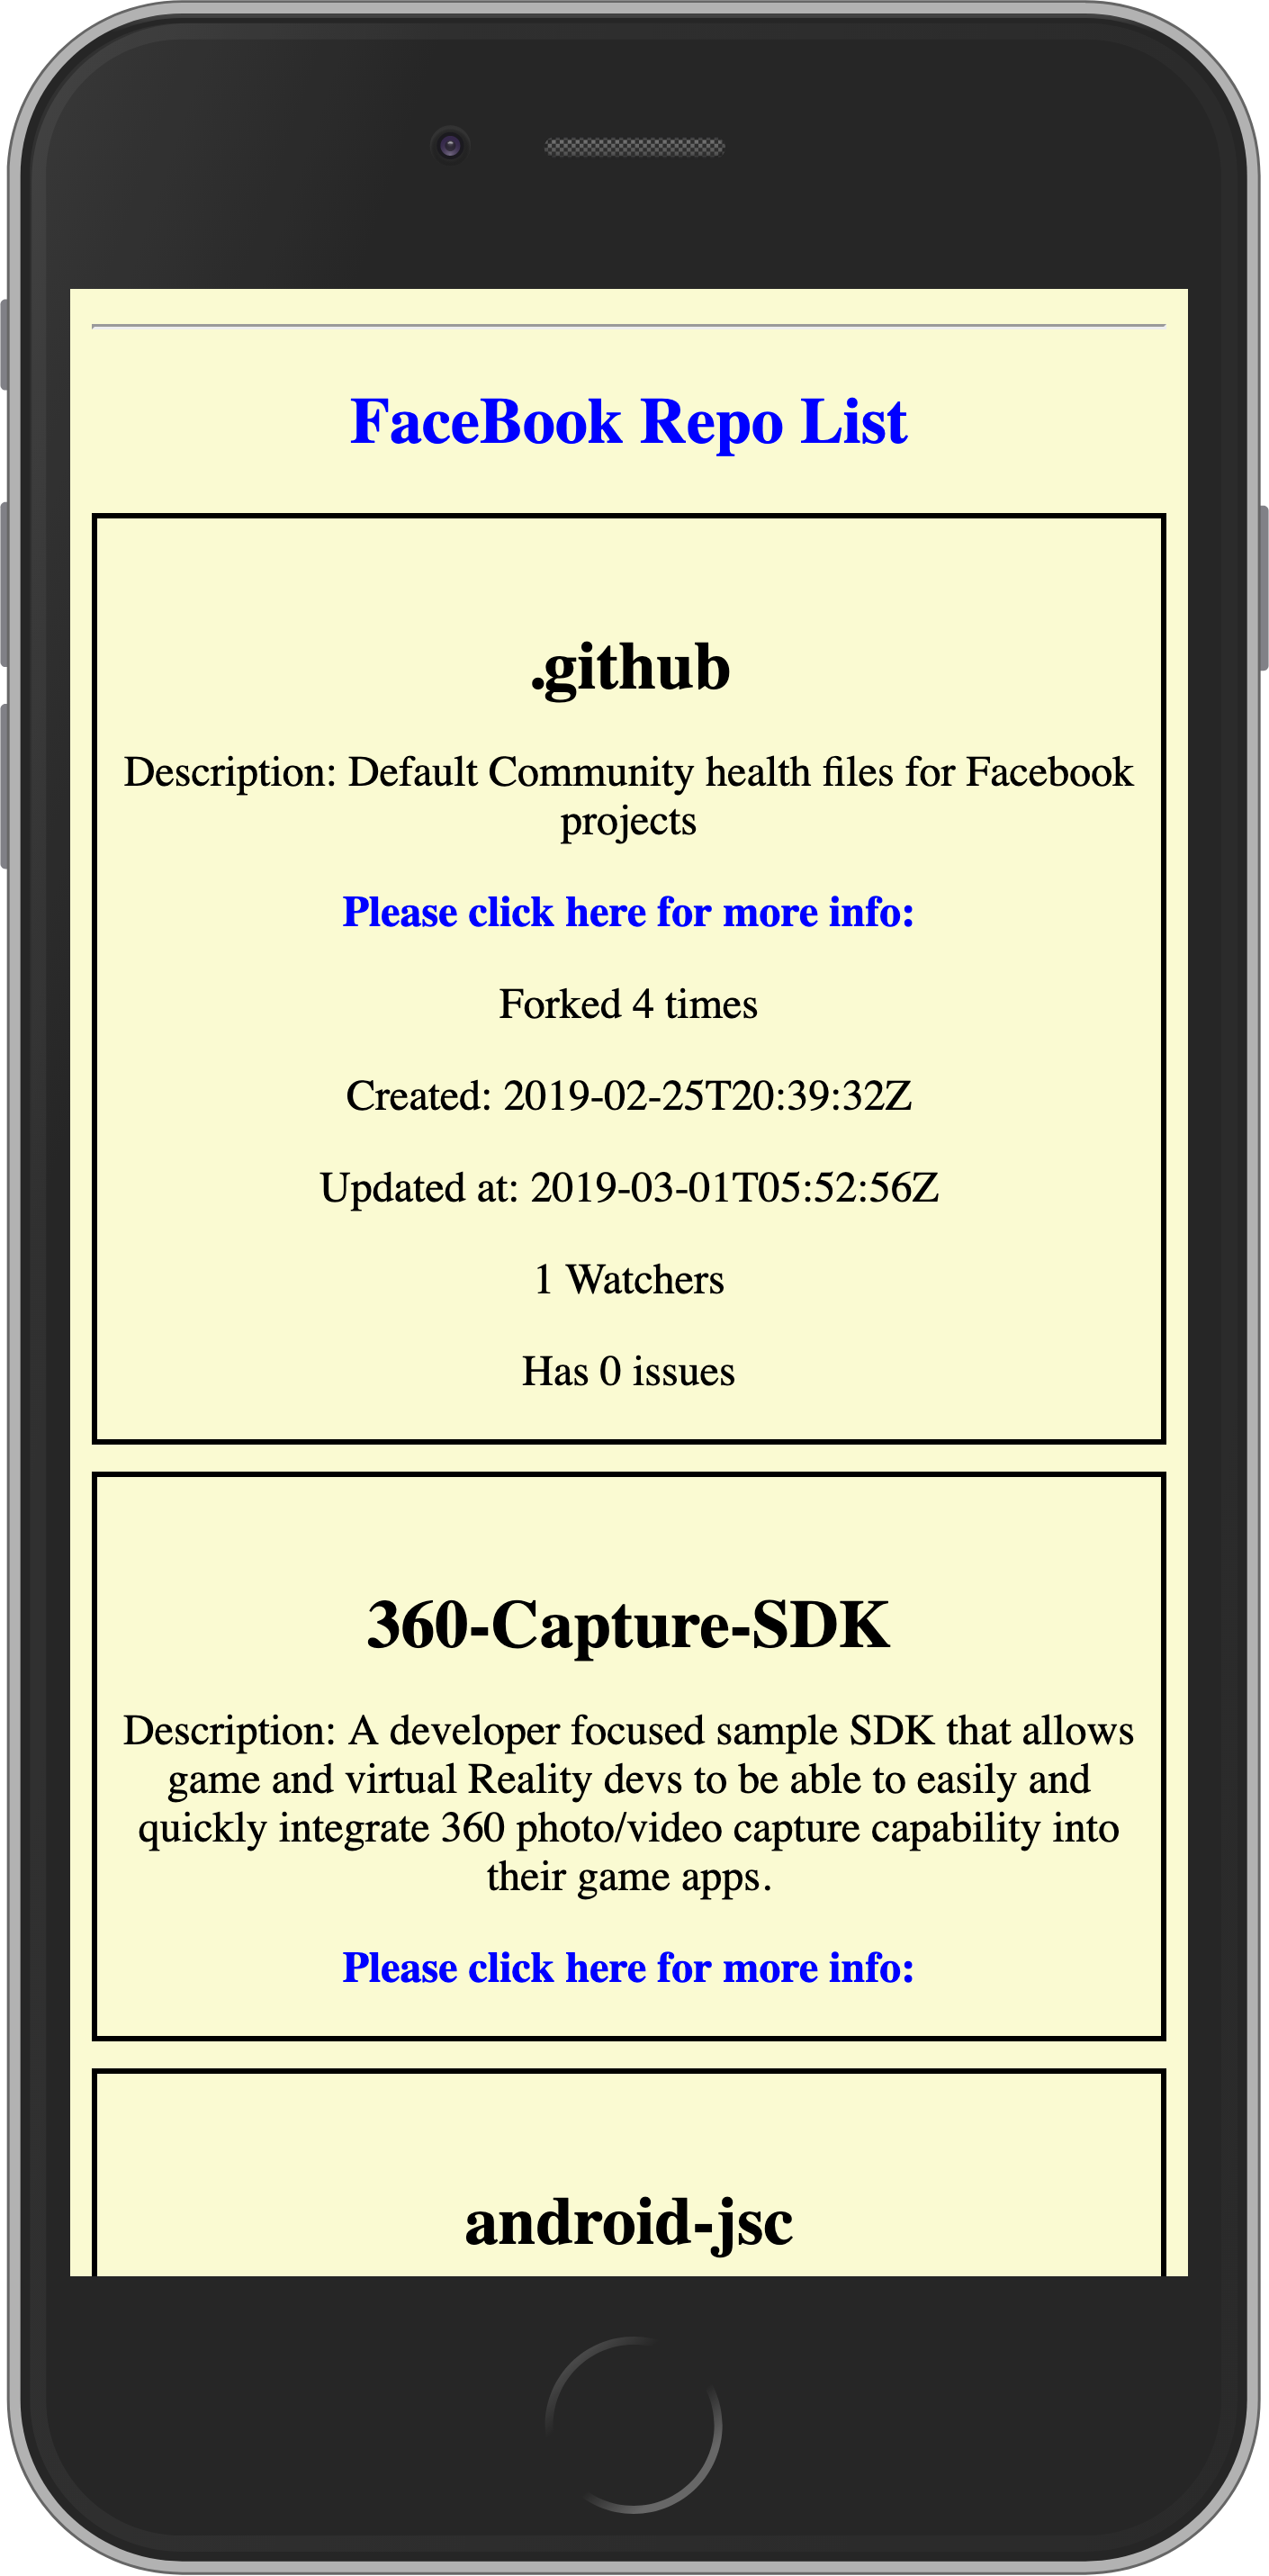 FaceBook Repo List
.github
Description: Default Community health files for Facebook
projects
Please click here for more info:
Forked 4 times
Created: 2019-02-25T20:39:32Z
Updated at: 2019-03-01T05:52:56Z
1 Watchers
Has 0 issues
360-Capture-SDK
Description: A developer focused sample SDK that allows
game and virtual Reality devs to be able to easily and
quickly integrate 360 photo/video capture capability into
their game apps.
Please click here for more info:
android-jsc